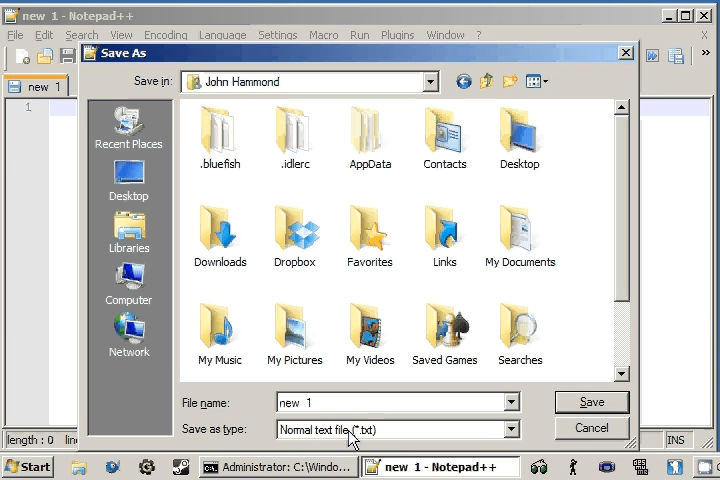 new 1 - Notepad++
File Edit Search View Encoding Language Settings Macro Run Plugins Window ? X
Save As
new 1
Save in: John Hammond
1
Recent Places
Desktop
Libraries
Computer
Network
.bluefish .idlerc AppData Contacts Desktop
Downloads Dropbox Favorites Links My Documents
My Music My Pictures My Videos Saved Games Searches
File name: new 1 Save
Save as type: Normal text file (*.txt) Cancel
length : 0 line INS
Start Administrator: C:\Windo... new 1 - Notepad++